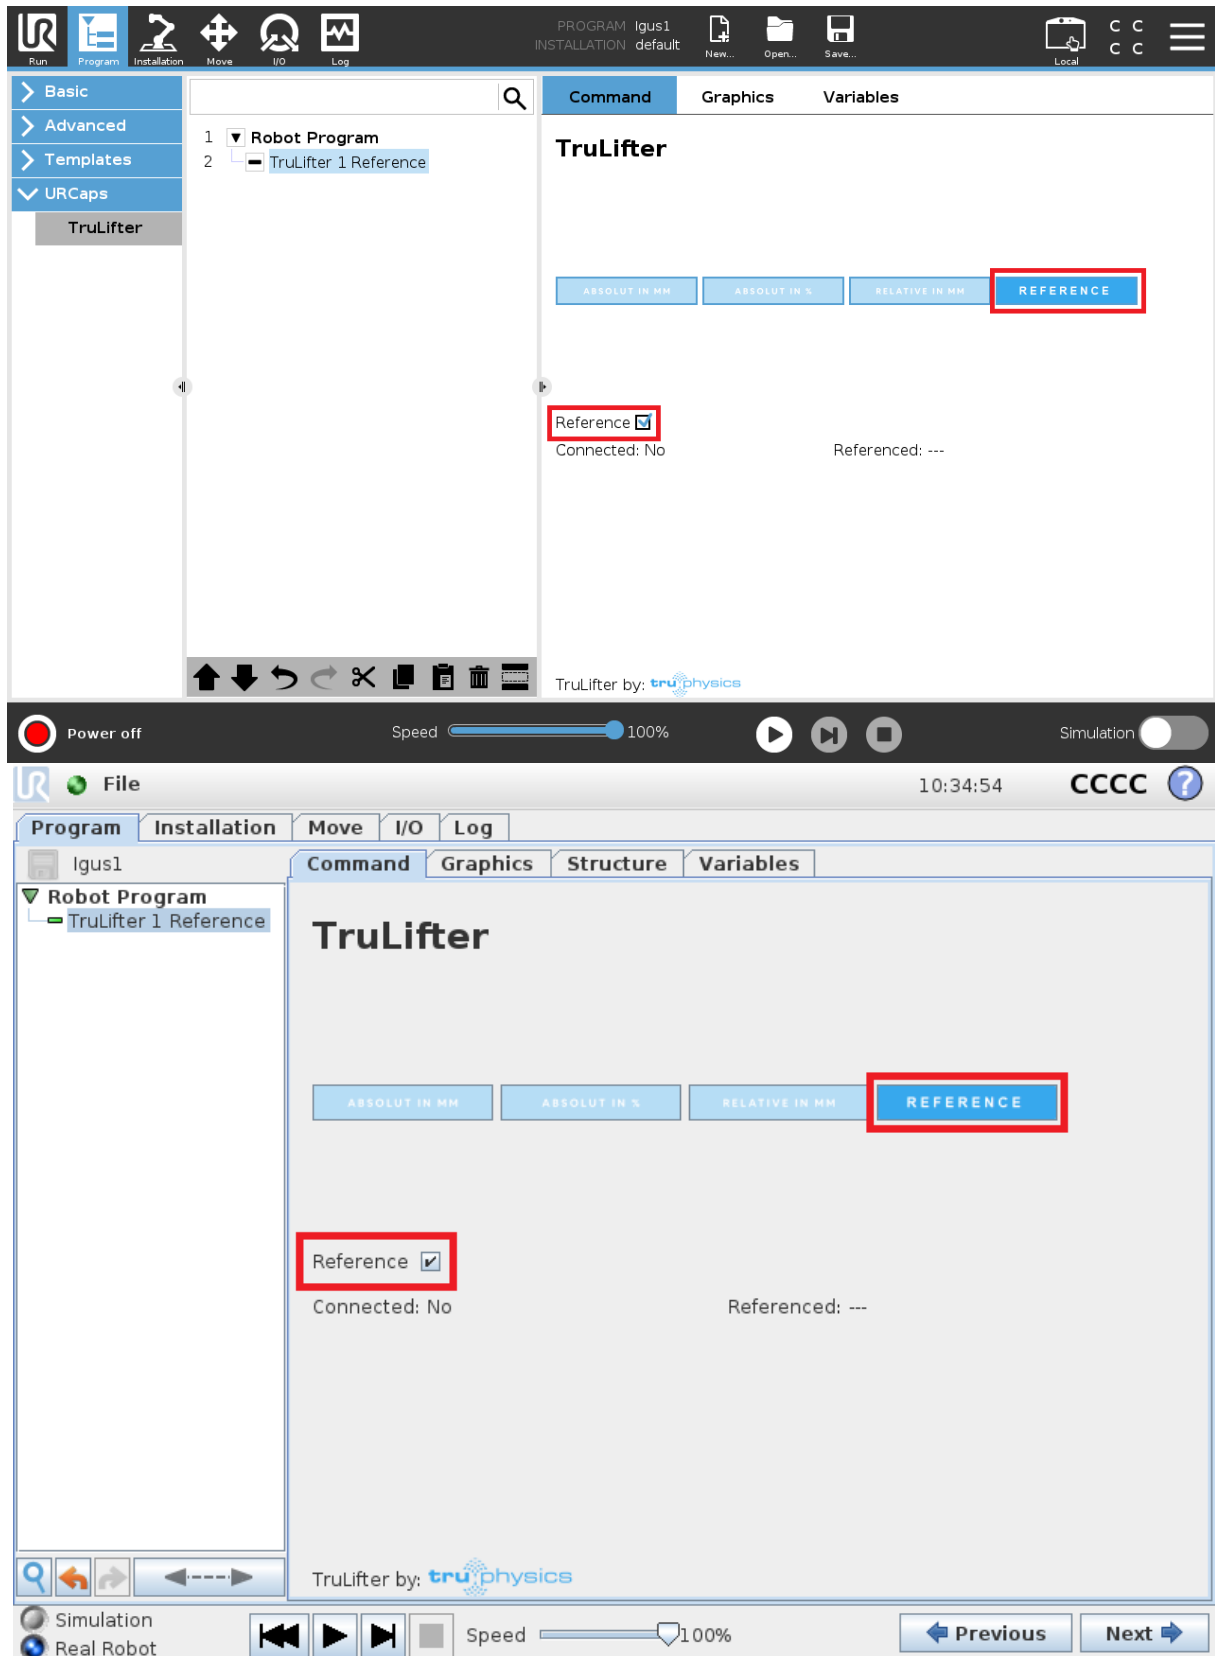 UR
Run
Program
Installation
Move
I/O
Log
PROGRAM Igus1
INSTALLATION default
New...
Open...
Save...
Local
C C
C C
Basic
Advanced
Templates
URCaps
TruLifter
1 Robot Program
2 TruLifter 1 Reference
Command Graphics Variables
TruLifter
ABSOLUT IN MM ABSOLUT IN % RELATIVE IN MM REFERENCE
Reference
Connected: No Referenced: ---
TruLifter by: truphysics
Power off
Speed 100%
Simulation
UR File 10:34:54 CCCC ?
Program Installation Move I/O Log
Igus1
Command Graphics Structure Variables
Robot Program
TruLifter 1 Reference
TruLifter
ABSOLUT IN MM ABSOLUT IN % RELATIVE IN MM REFERENCE
Reference
Connected: No Referenced: ---
TruLifter by: truphysics
Simulation
Real Robot
Speed 100%
Previous Next